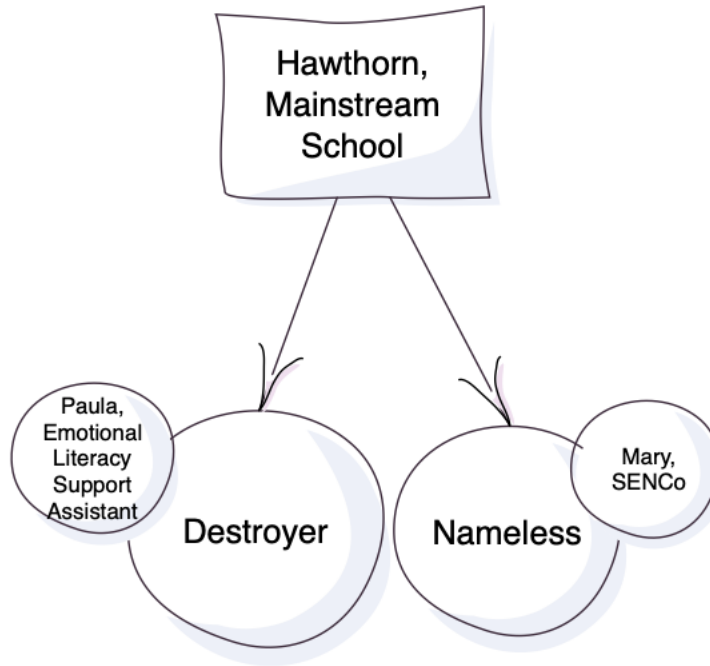 Hawthorn,
Mainstream
School
Paula,
Emotional
Literacy
Support
Assistant
Destroyer
Nameless
Mary,
SENCo